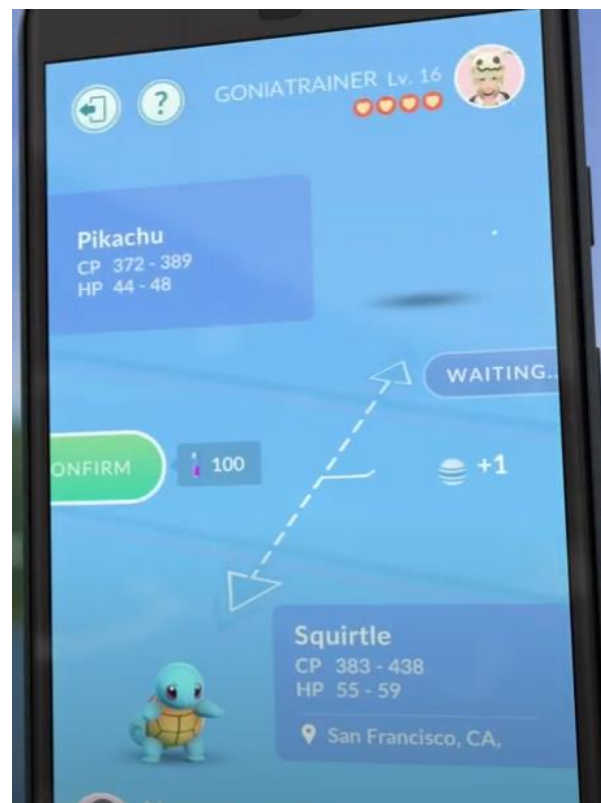 ?
GONIATRAINER Lv. 16
Pikachu
CP 372 - 389
HP 44 - 48
WAITING..
ONFIRM
100
+1
Squirtle
CP 383 - 438
HP 55 - 59
San Francisco, CA,